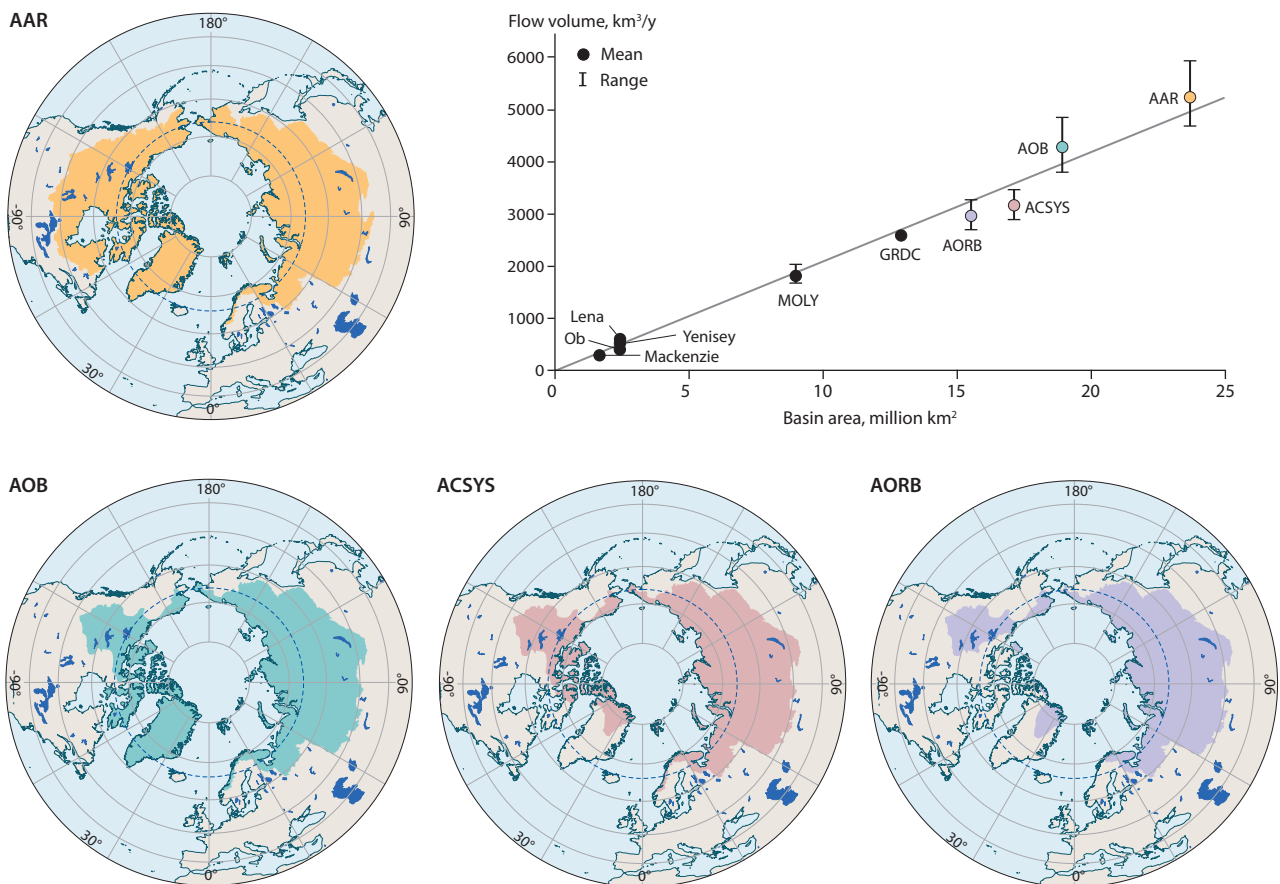 AAR
180°
90°
0°
30°
-90°
Flow volume, km³/y
Mean
Range
6000
5000
4000
3000
2000
1000
0
AAR
AOB
ACSYS
AORB
GRDC
MOLY
Lena
Ob
Yenisey
Mackenzie
0
5
10
15
20
25
Basin area, million km²
AOB
180°
90°
0°
30°
-90°
ACSYS
180°
90°
0°
30°
-90°
AORB
180°
90°
0°
30°
-90°